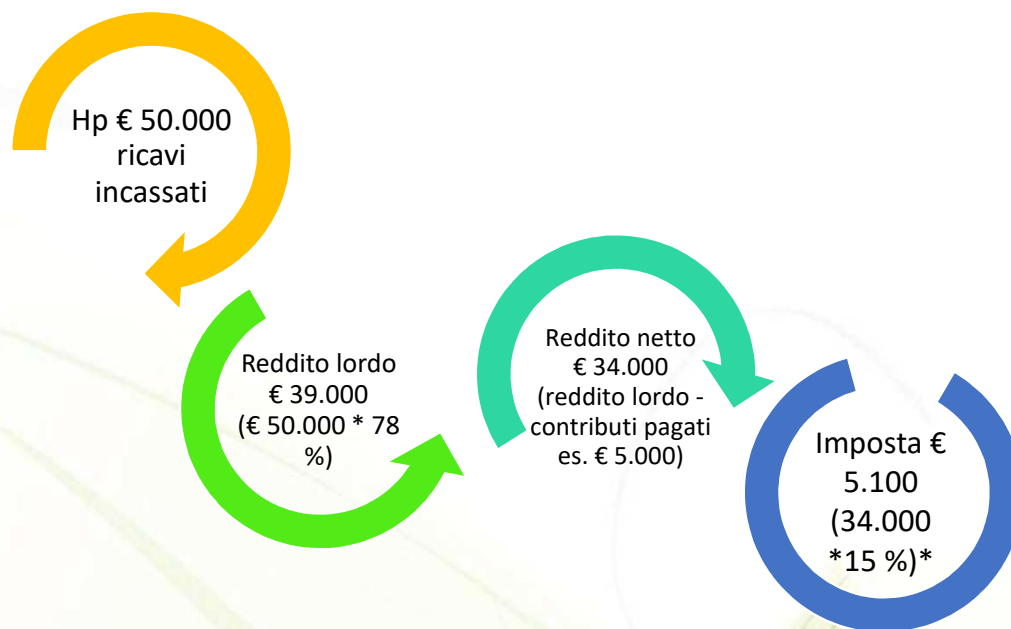 Hp € 50.000
ricavi
incassati
Reddito lordo
€ 39.000
(€ 50.000 * 78
%)
Reddito netto
€ 34.000
(reddito lordo -
contributi pagati
es. € 5.000)
Imposta €
5.100
(34.000
*15 %)*